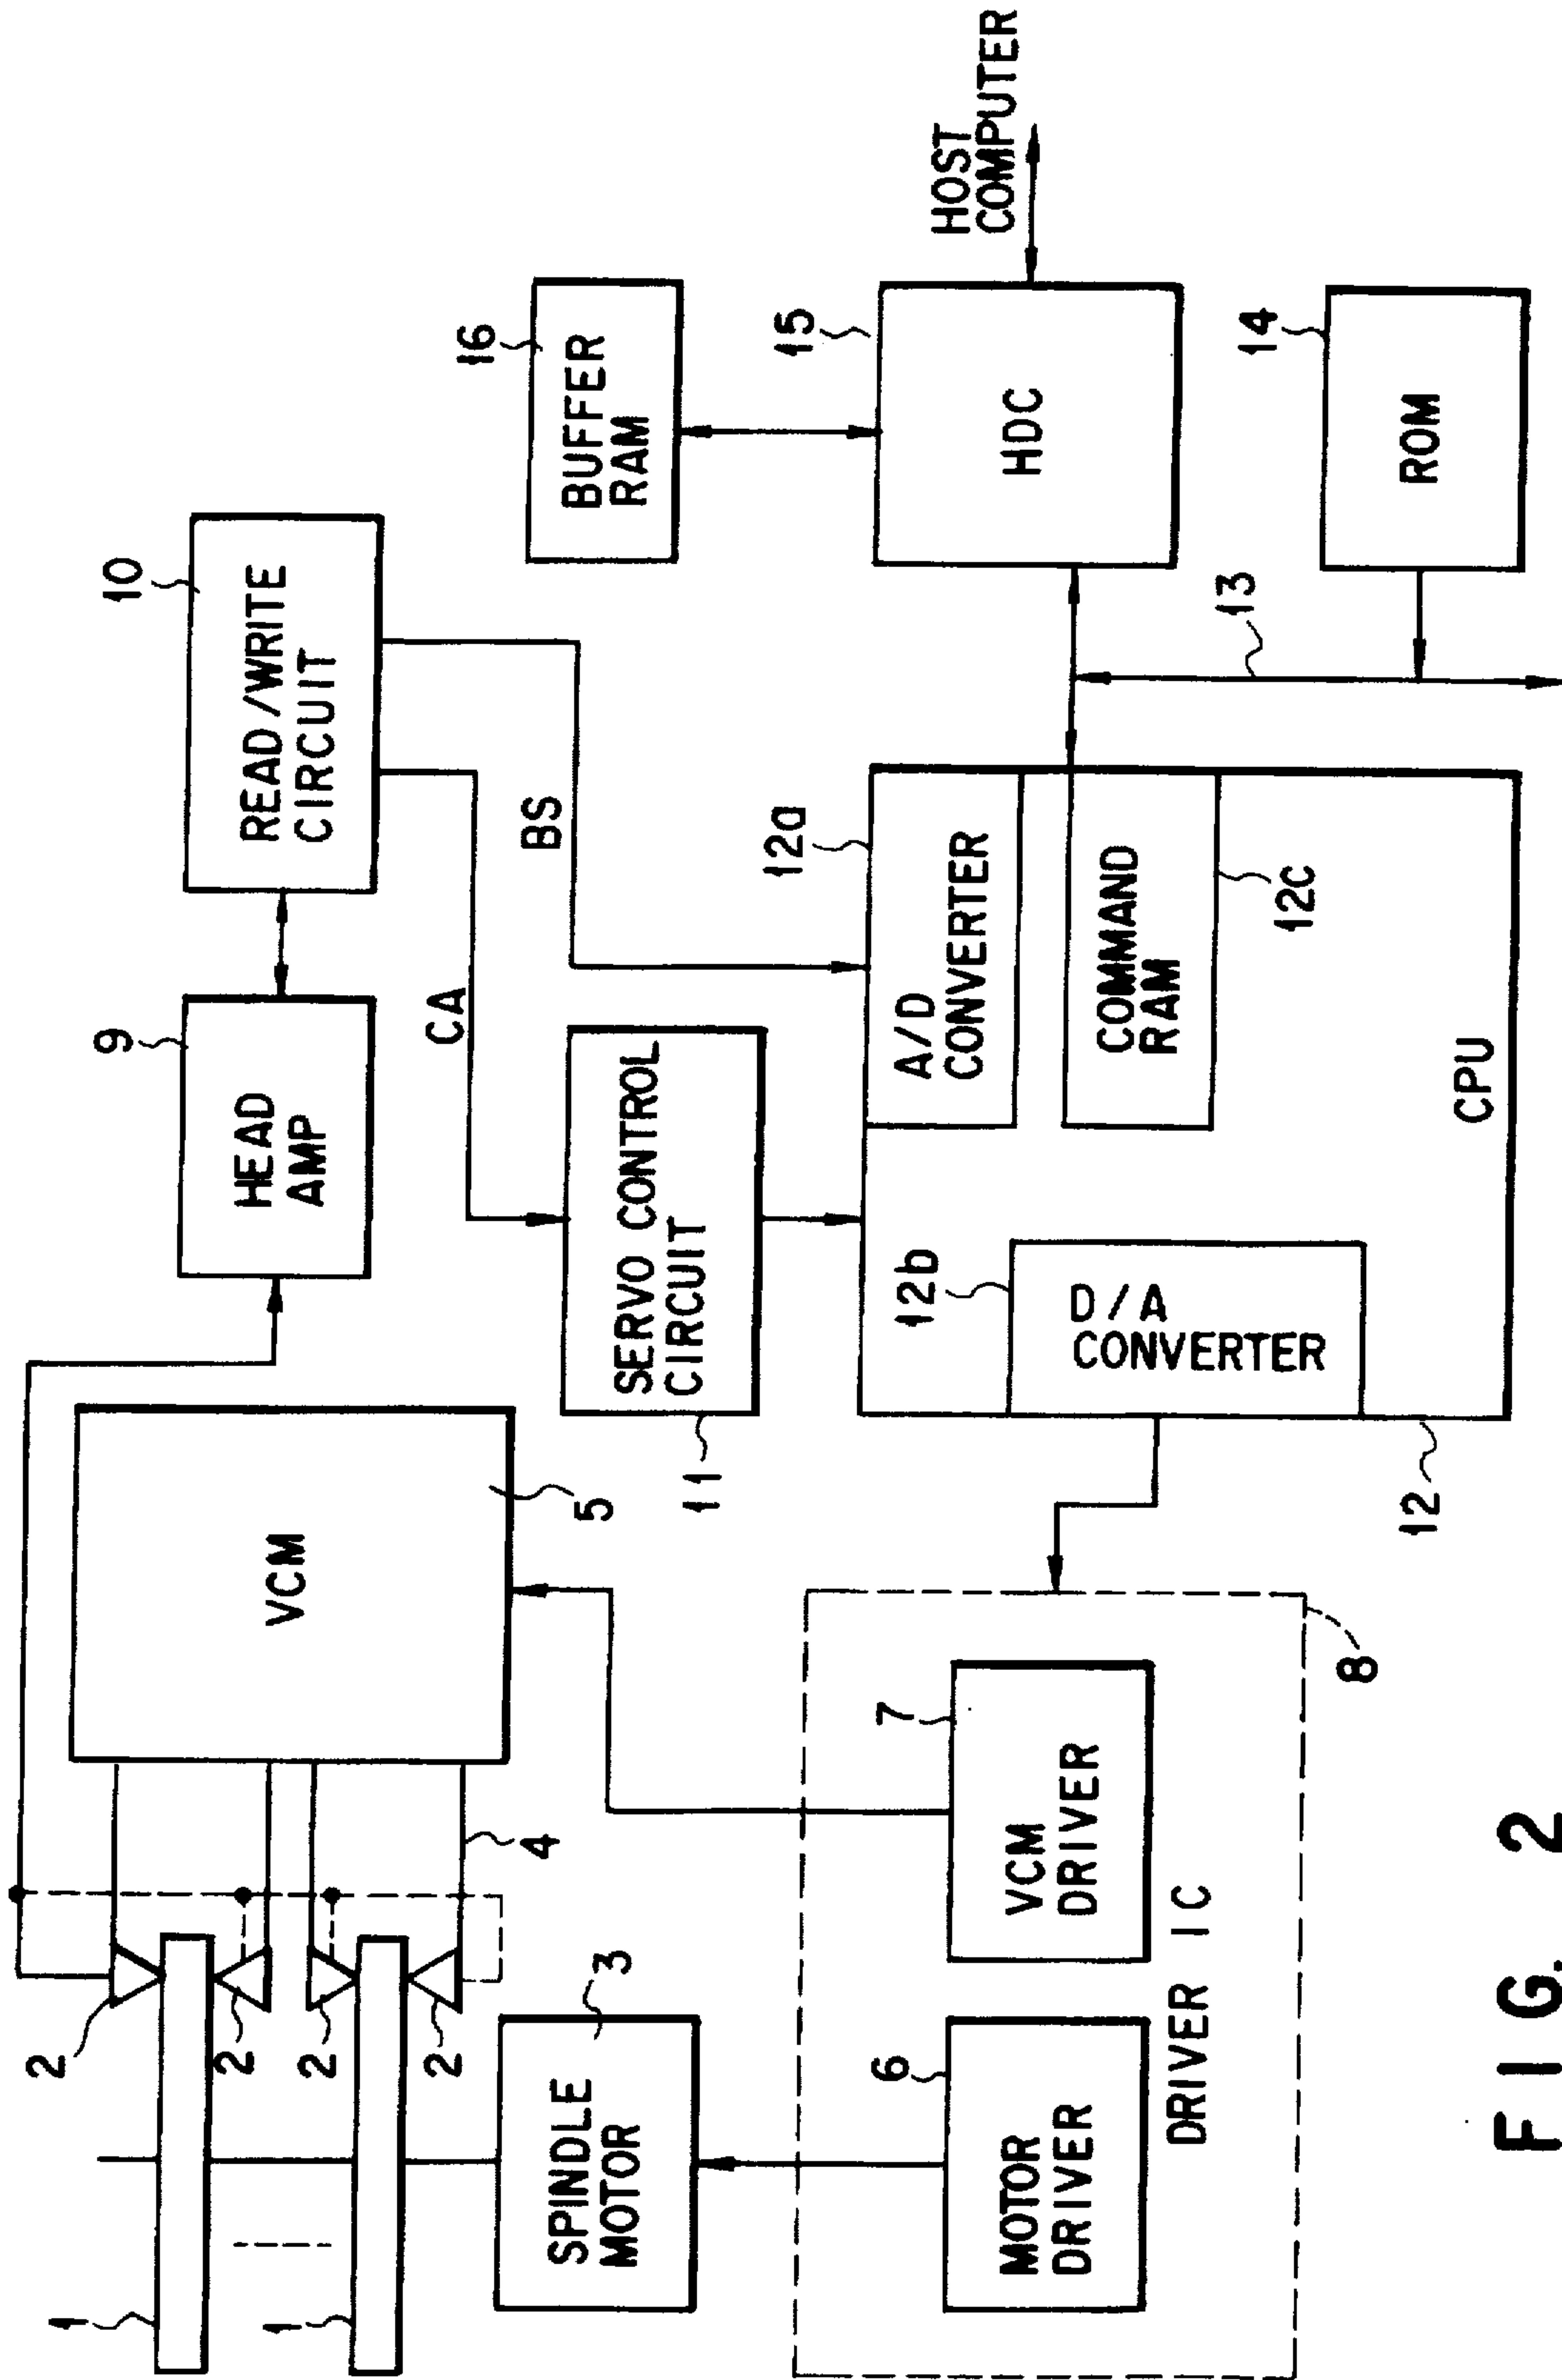 1
1
2
2
2
2
4
VCM
5
SPINDLE
MOTOR
3
HEAD
AMP
9
READ/WRITE
CIRCUIT
10
CA
BS
SERVO CONTROL
CIRCUIT
11
BUFFER
RAM
16
MOTOR
DRIVER
6
VCM
DRIVER
7
DRIVER IC
8
12b
D/A
CONVERTER
12a
A/D
CONVERTER
COMMAND
RAM
12c
CPU
12
HDC
15
HOST
COMPUTER
13
ROM
14
FIG. 2